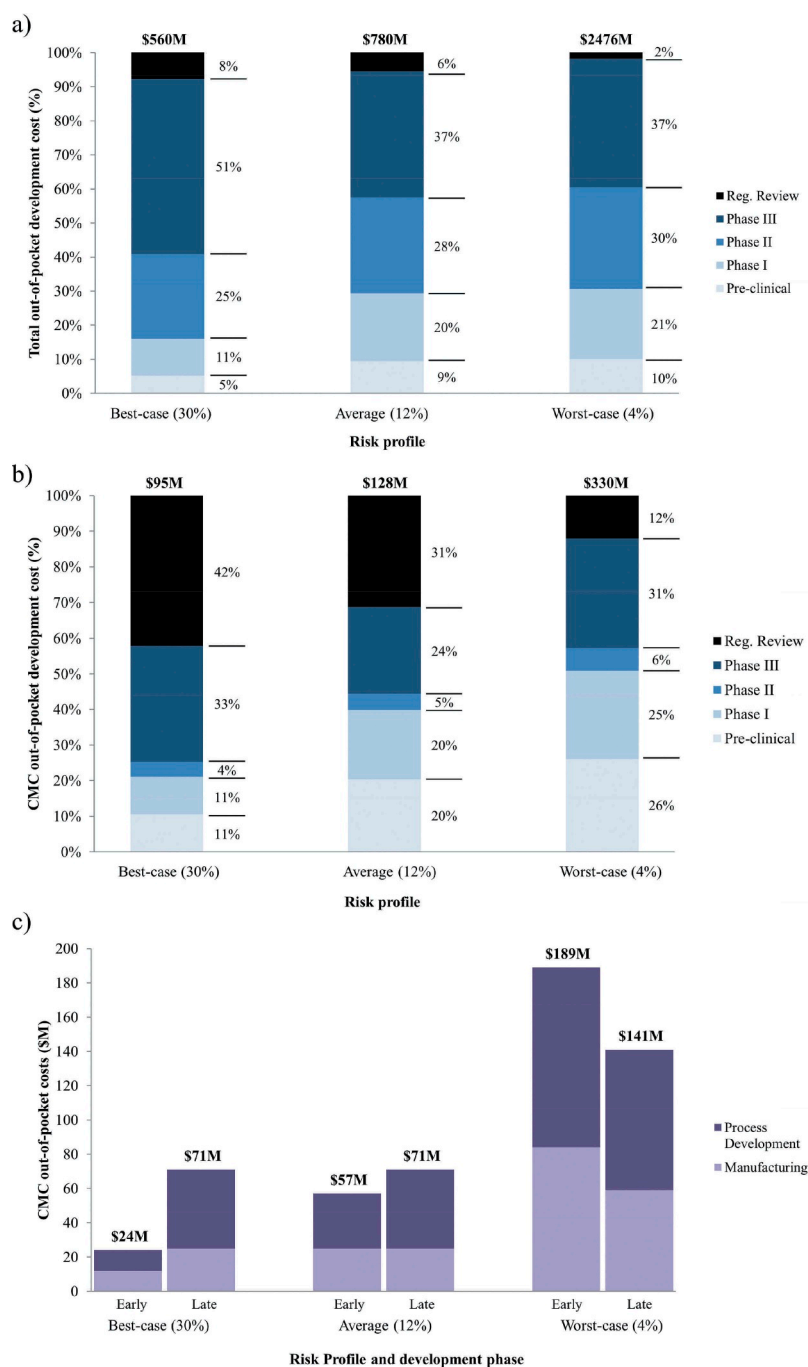 a)
$560M $780M $2476M
100%
90%
80%
70%
60%
50%
40%
30%
20%
10%
0%
Total out-of-pocket development cost (%)
8%
51%
25%
11%
5%
6%
37%
28%
20%
9%
2%
37%
30%
21%
10%
Reg. Review
Phase III
Phase II
Phase I
Pre-clinical
Best-case (30%) Average (12%) Worst-case (4%)
Risk profile
b)
$95M $128M $330M
100%
90%
80%
70%
60%
50%
40%
30%
20%
10%
0%
CMC out-of-pocket development cost (%)
42%
33%
4%
11%
11%
31%
24%
5%
20%
20%
12%
31%
6%
25%
26%
Reg. Review
Phase III
Phase II
Phase I
Pre-clinical
Best-case (30%) Average (12%) Worst-case (4%)
Risk profile
c)
200
180
160
140
120
100
80
60
40
20
0
CMC out-of-pocket costs ($M)
$24M
$71M
$57M
$71M
$189M
$141M
Process
Development
Manufacturing
Early Late Early Late Early Late
Best-case (30%) Average (12%) Worst-case (4%)
Risk Profile and development phase